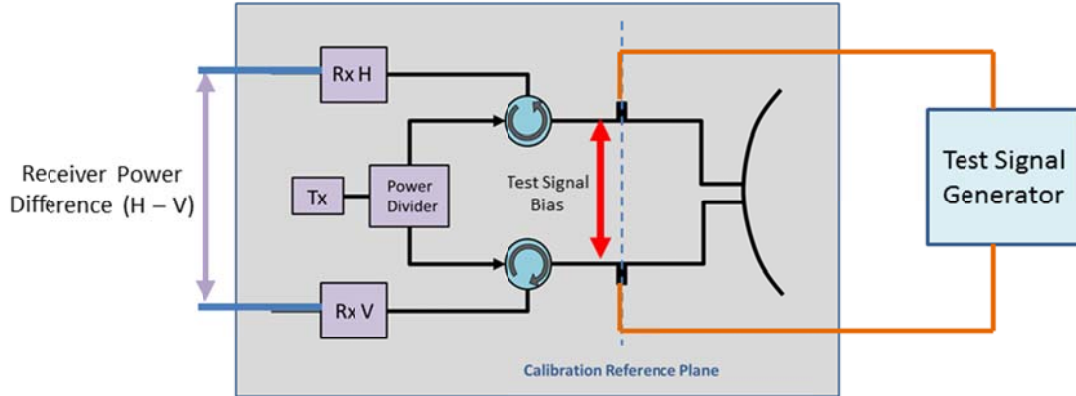 Rx H
Receiver Power
Difference (H – V)
Tx
Power
Divider
Test Signal
Bias
Test Signal
Generator
Rx V
Calibration Reference Plane